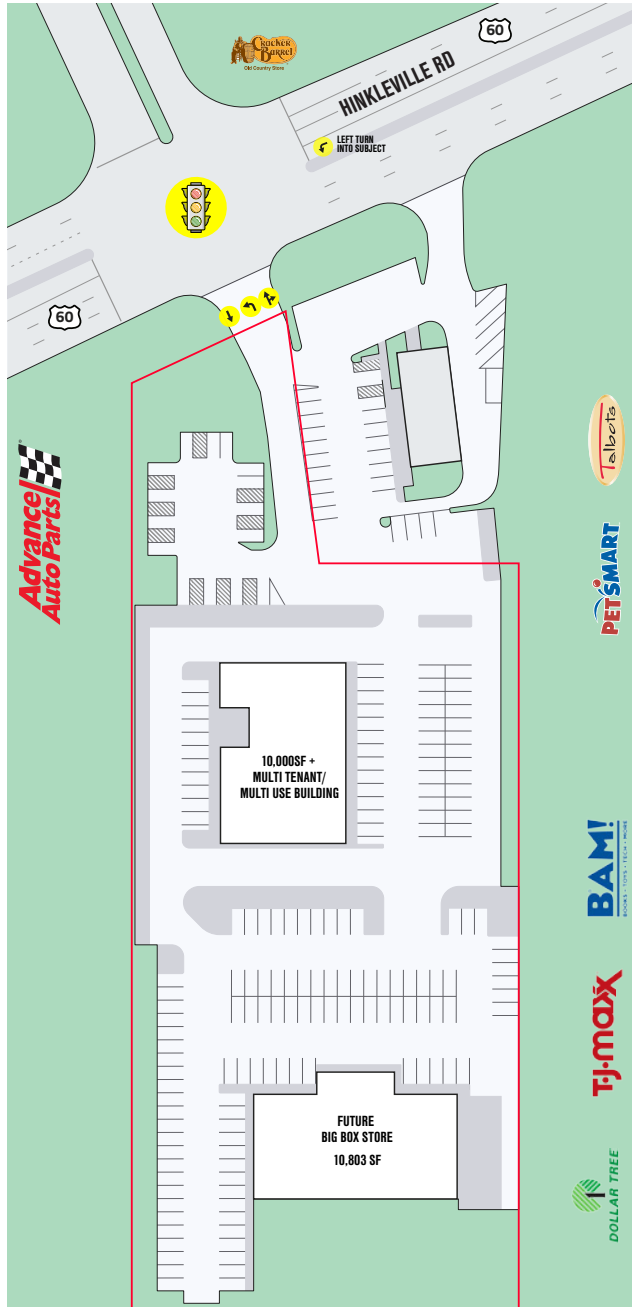 60
Cracker
Barrel
Old Country Store
HINKLEVILLE RD
LEFT TURN
INTO SUBJECT
60
Advance
Auto Parts
Talbots
PETSMART
10,000SF +
MULTI TENANT/
MULTI USE BUILDING
BAM!
BOOKS • TOYS • TECH • MORE
T•J•maxx
FUTURE
BIG BOX STORE
10,803 SF
DOLLAR TREE